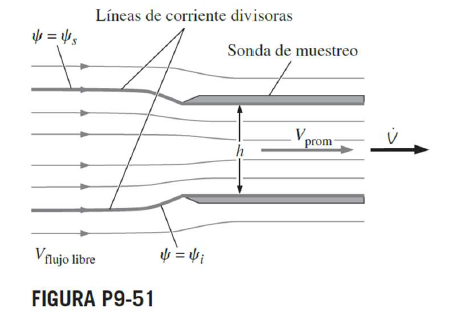 Líneas de corriente divisoras
ψ = ψs
Sonda de muestreo
h
Vprom
V̇
Vflujo libre
ψ = ψi
FIGURA P9-51